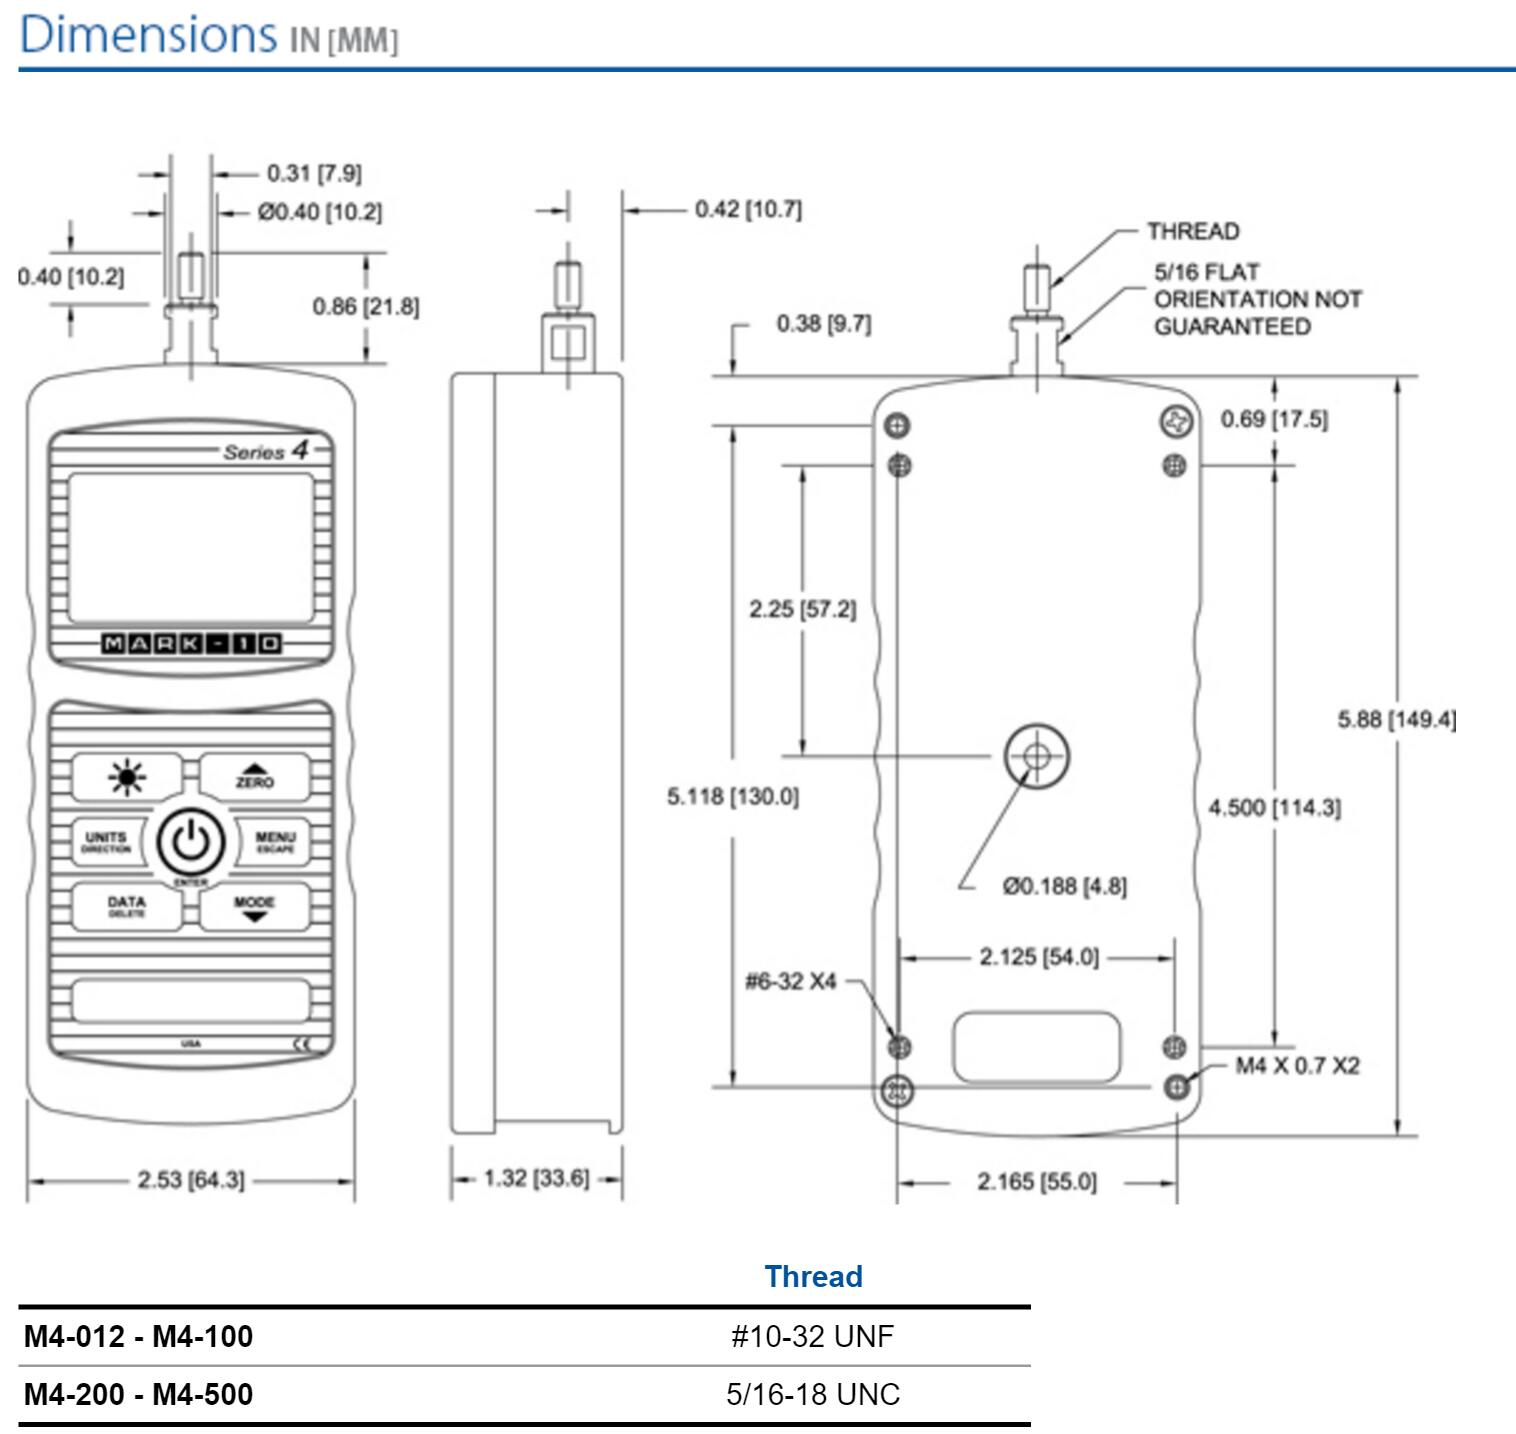 Dimensions IN [MM]
0.31 [7.9]
Ø0.40 [10.2]
0.40 [10.2]
0.86 [21.8]
Series 4
MARK-10
ZERO
UNITS
DIRECTION
MENU
ESCAPE
ENTER
DATA
DELETE
MODE
USA
CE
2.53 [64.3]
0.42 [10.7]
1.32 [33.6]
THREAD
5/16 FLAT
ORIENTATION NOT
GUARANTEED
0.38 [9.7]
0.69 [17.5]
2.25 [57.2]
5.88 [149.4]
5.118 [130.0]
4.500 [114.3]
Ø0.188 [4.8]
2.125 [54.0]
#6-32 X4
M4 X 0.7 X2
2.165 [55.0]
Thread
M4-012 - M4-100 #10-32 UNF
M4-200 - M4-500 5/16-18 UNC